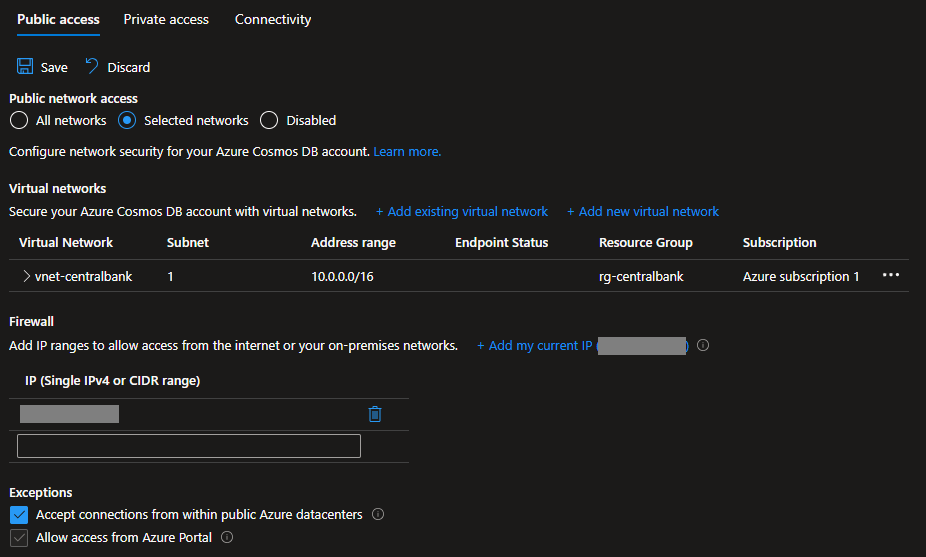 Public access Private access Connectivity
Save Discard
Public network access
All networks Selected networks Disabled
Configure network security for your Azure Cosmos DB account. Learn more.
Virtual networks
Secure your Azure Cosmos DB account with virtual networks. + Add existing virtual network + Add new virtual network
Virtual Network Subnet Address range Endpoint Status Resource Group Subscription
vnet-centralbank 1 10.0.0.0/16 rg-centralbank Azure subscription 1 •••
Firewall
Add IP ranges to allow access from the internet or your on-premises networks. + Add my current IP ( )
IP (Single IPv4 or CIDR range)
Exceptions
Accept connections from within public Azure datacenters
Allow access from Azure Portal